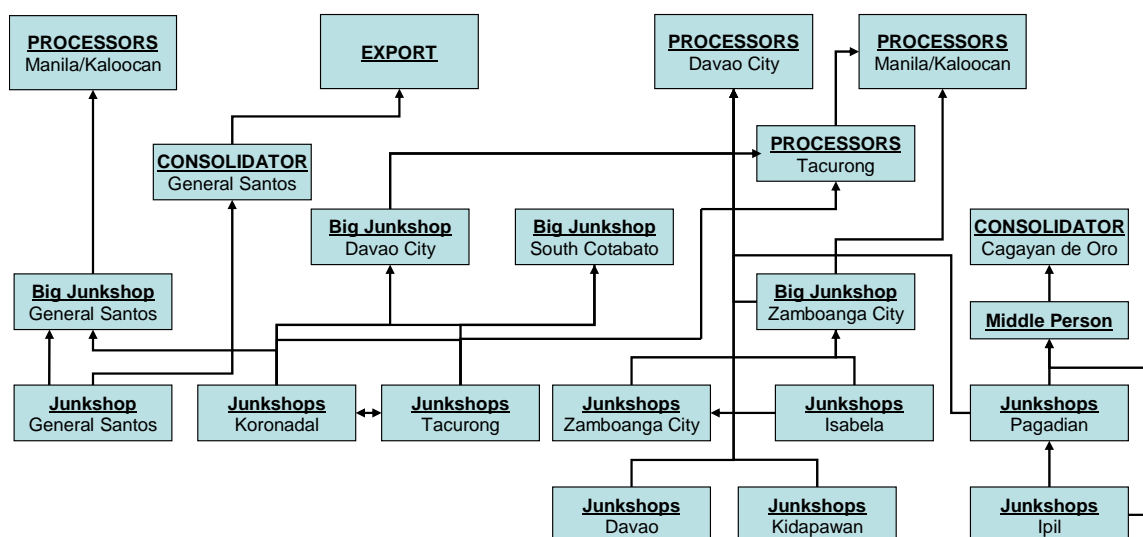 PROCESSORS
Manila/Kaloocan
EXPORT
PROCESSORS
Davao City
PROCESSORS
Manila/Kaloocan
PROCESSORS
Tacurong
CONSOLIDATOR
General Santos
Big Junkshop
Davao City
Big Junkshop
South Cotabato
CONSOLIDATOR
Cagayan de Oro
Big Junkshop
General Santos
Big Junkshop
Zamboanga City
Middle Person
Junkshop
General Santos
Junkshops
Koronadal
Junkshops
Tacurong
Junkshops
Zamboanga City
Junkshops
Isabela
Junkshops
Pagadian
Junkshops
Davao
Junkshops
Kidapawan
Junkshops
Ipil